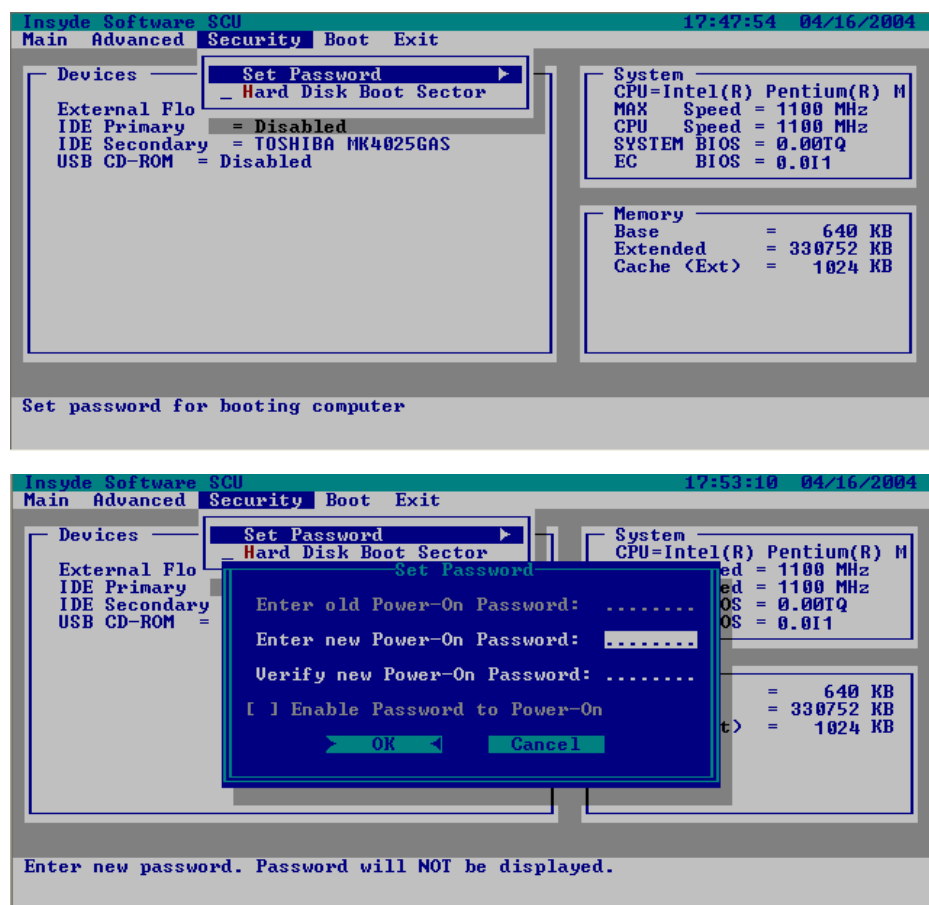 Insyde Software SCU 17:47:54 04/16/2004
Main Advanced Security Boot Exit
Set Password
_ Hard Disk Boot Sector
Devices
External Flo
IDE Primary = Disabled
IDE Secondary = TOSHIBA MK4025GAS
USB CD-ROM = Disabled
System
CPU=Intel(R) Pentium(R) M
MAX Speed = 1100 MHz
CPU Speed = 1100 MHz
SYSTEM BIOS = 0.00TQ
EC BIOS = 0.0I1
Memory
Base = 640 KB
Extended = 330752 KB
Cache (Ext) = 1024 KB
Set password for booting computer
Insyde Software SCU 17:53:10 04/16/2004
Main Advanced Security Boot Exit
Set Password
_ Hard Disk Boot Sector
Devices
External Flo
IDE Primary
IDE Secondary
USB CD-ROM =
System
CPU=Intel(R) Pentium(R) M
ed = 1100 MHz
ed = 1100 MHz
OS = 0.00TQ
OS = 0.0I1
Set Password
Enter old Power-On Password: ........
Enter new Power-On Password: ........
Verify new Power-On Password: ........
[ ] Enable Password to Power-On
OK Cancel
= 640 KB
= 330752 KB
t) = 1024 KB
Enter new password. Password will NOT be displayed.